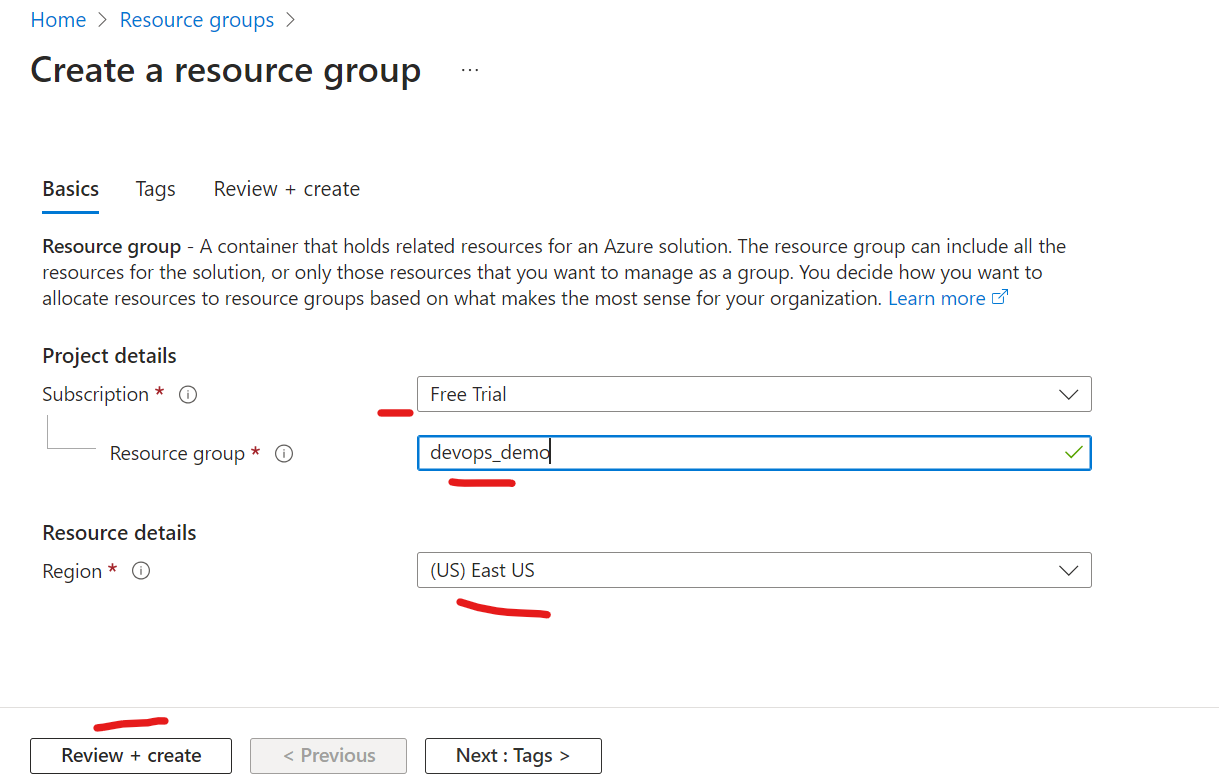 Home > Resource groups >
Create a resource group ...
Basics Tags Review + create
Resource group - A container that holds related resources for an Azure solution. The resource group can include all the
resources for the solution, or only those resources that you want to manage as a group. You decide how you want to
allocate resources to resource groups based on what makes the most sense for your organization. Learn more
Project details
Subscription * Free Trial
Resource group * devops_demo
Resource details
Region * (US) East US
Review + create < Previous Next : Tags >